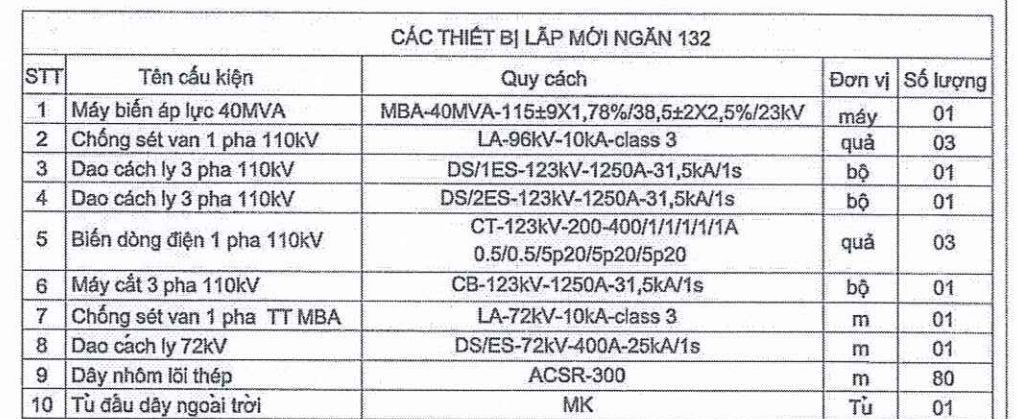 CÁC THIẾT BỊ LẮP MỚI NGĂN 132
STT Tên cấu kiện Quy cách Đơn vị Số lượng
1 Máy biến áp lực 40MVA MBA-40MVA-115±9X1,78%/38,5±2X2,5%/23kV máy 01
2 Chống sét van 1 pha 110kV LA-96kV-10kA-class 3 quả 03
3 Dao cách ly 3 pha 110kV DS/1ES-123kV-1250A-31,5kA/1s bộ 01
4 Dao cách ly 3 pha 110kV DS/2ES-123kV-1250A-31,5kA/1s bộ 01
5 Biến dòng điện 1 pha 110kV CT-123kV-200-400/1/1/1/1/1A quả 03
0.5/0.5/5p20/5p20/5p20
6 Máy cắt 3 pha 110kV CB-123kV-1250A-31,5kA/1s bộ 01
7 Chống sét van 1 pha TT MBA LA-72kV-10kA-class 3 m 01
8 Dao cách ly 72kV DS/ES-72kV-400A-25kA/1s m 01
9 Dây nhôm lõi thép ACSR-300 m 80
10 Tủ đấu dây ngoài trời MK Tủ 01